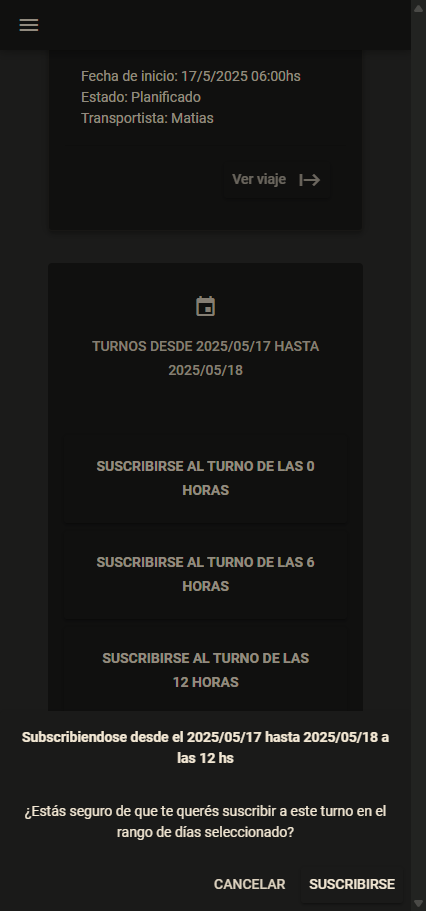 Fecha de inicio: 17/5/2025 06:00hs
Estado: Planificado
Transportista: Matias
Ver viaje
TURNOS DESDE 2025/05/17 HASTA
2025/05/18
SUSCRIBIRSE AL TURNO DE LAS 0
HORAS
SUSCRIBIRSE AL TURNO DE LAS 6
HORAS
SUSCRIBIRSE AL TURNO DE LAS
12 HORAS
Subscribiendose desde el 2025/05/17 hasta 2025/05/18 a
las 12 hs
¿Estás seguro de que te querés suscribir a este turno en el
rango de días seleccionado?
CANCELAR SUSCRIBIRSE